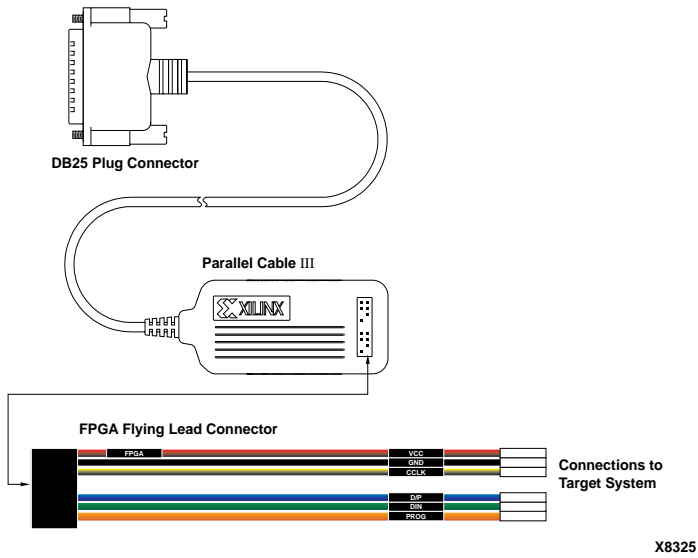 DB25 Plug Connector
Parallel Cable III
XILINX
FPGA Flying Lead Connector
FPGA
VCC
GND
CCLK
D/P
DIN
PROG
Connections to
Target System
X8325